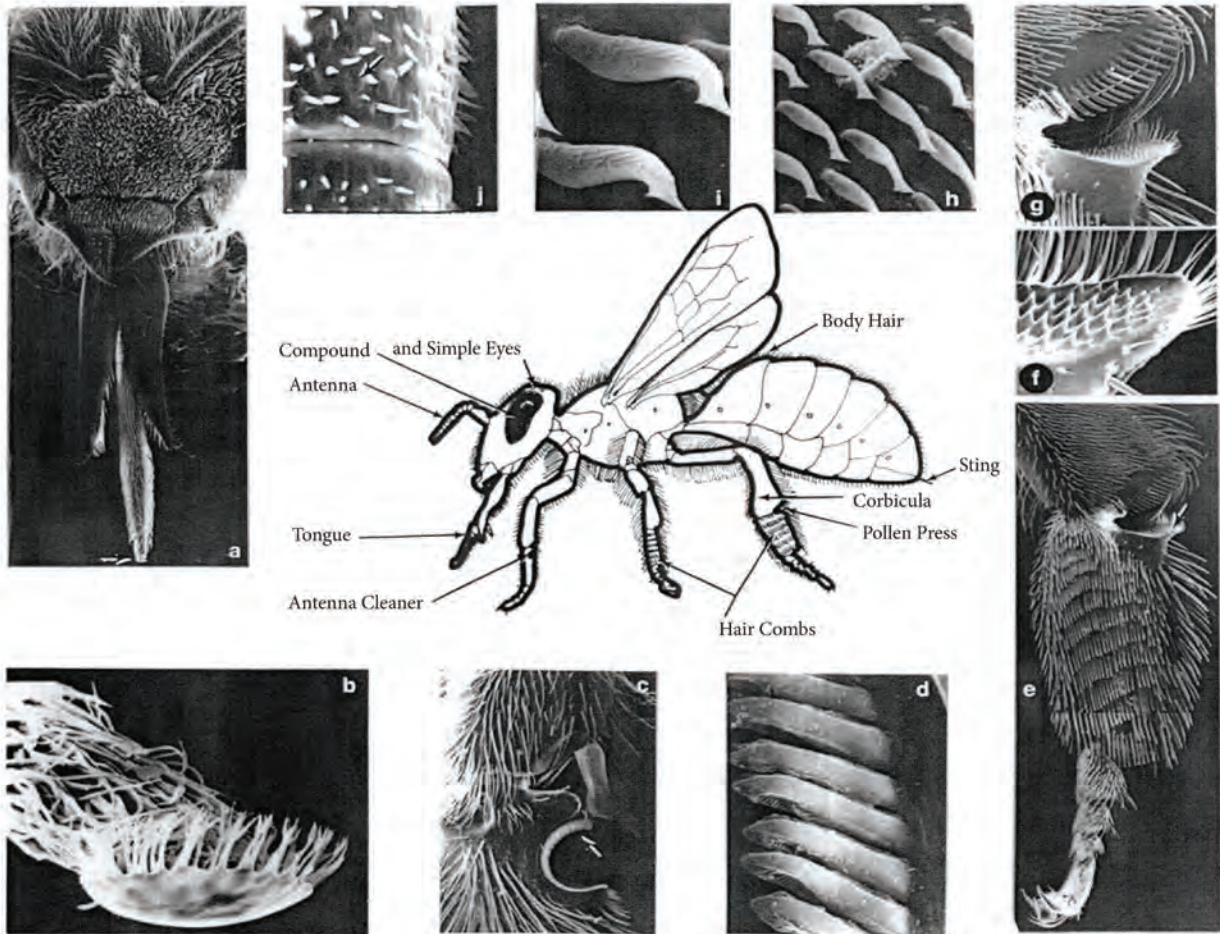 a
j
i
h
g
f
Compound and Simple Eyes
Antenna
Body Hair
Sting
Corbicula
Pollen Press
Tongue
Antenna Cleaner
Hair Combs
e
b
c
d